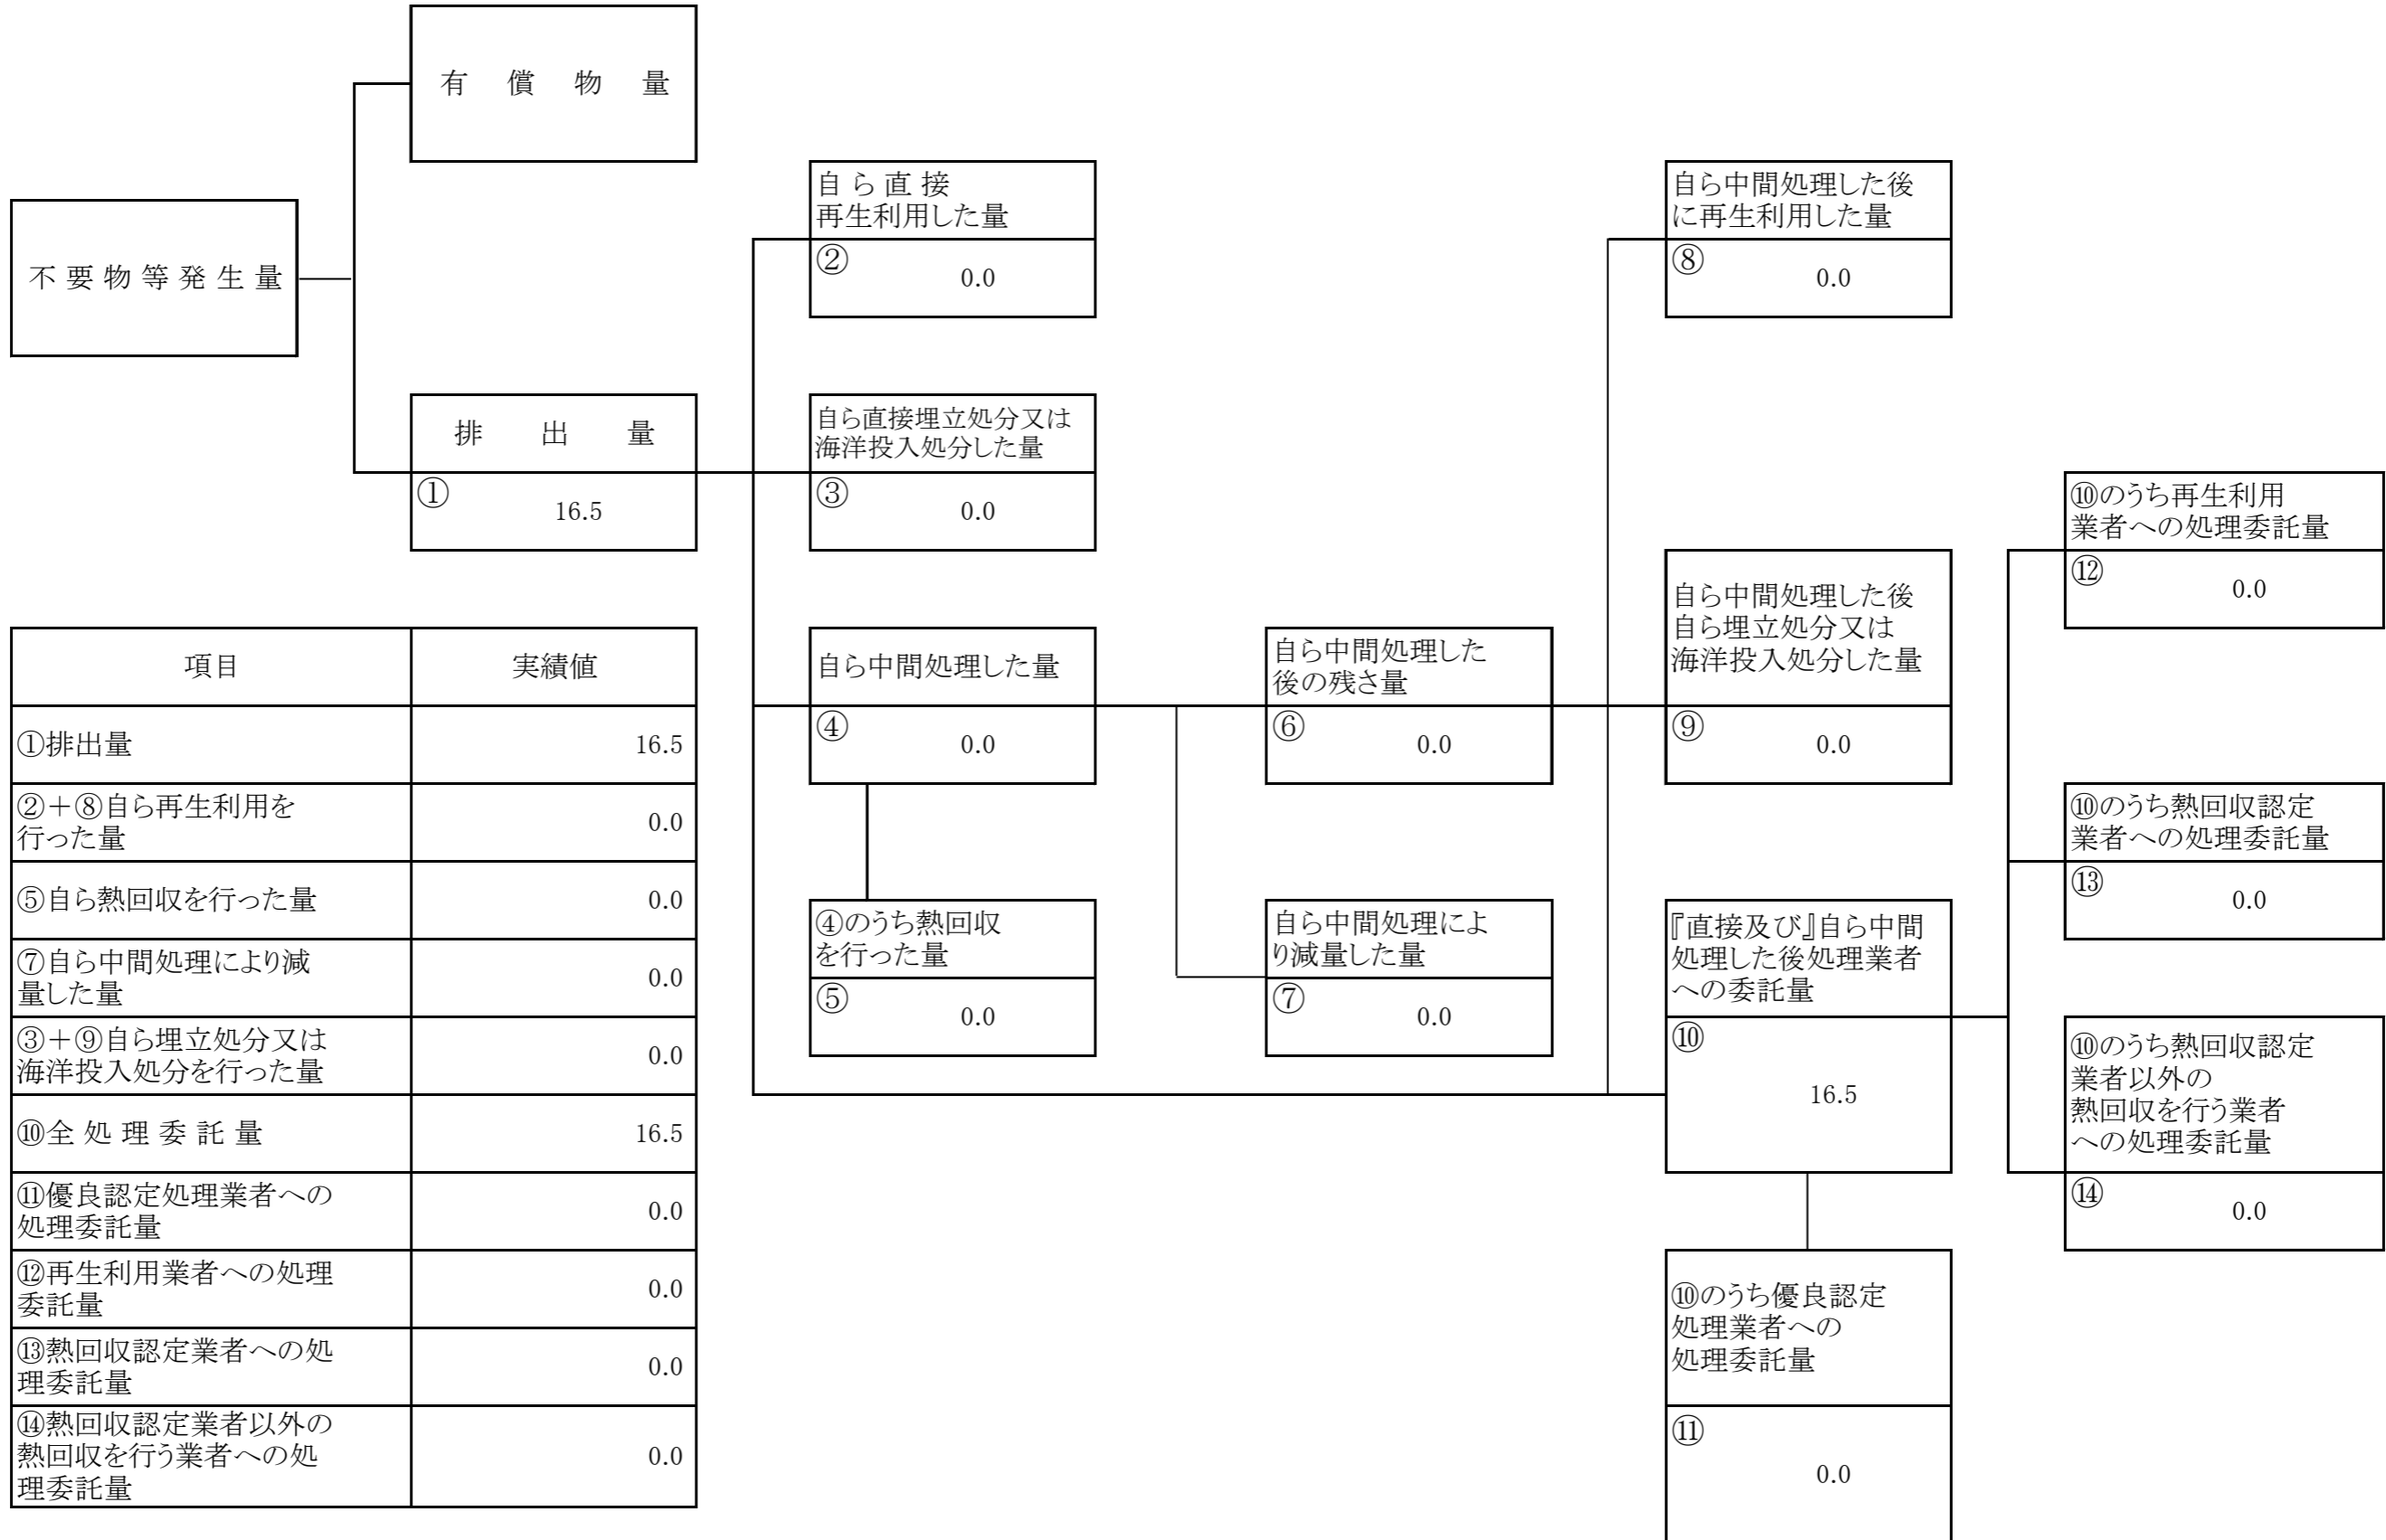 有償物量
不要物等発生量
排出量
①
16.5
自ら直接
再生利用した量
②
0.0
自ら直接埋立処分又は
海洋投入処分した量
③
0.0
自ら中間処理した量
④
0.0
④のうち熱回収
を行った量
⑤
0.0
自ら中間処理した
後の残さ量
⑥
0.0
自ら中間処理によ
り減量した量
⑦
0.0
自ら中間処理した後
に再生利用した量
⑧
0.0
自ら中間処理した後
自ら埋立処分又は
海洋投入処分した量
⑨
0.0
『直接及び』自ら中間
処理した後処理業者
への委託量
⑩
16.5
⑩のうち優良認定
処理業者への
処理委託量
⑪
0.0
⑩のうち再生利用
業者への処理委託量
⑫
0.0
⑩のうち熱回収認定
業者への処理委託量
⑬
0.0
⑩のうち熱回収認定
業者以外の
熱回収を行う業者
への処理委託量
⑭
0.0
項目 実績値
①排出量 16.5
②＋⑧自ら再生利用を
行った量 0.0
⑤自ら熱回収を行った量 0.0
⑦自ら中間処理により減
量した量 0.0
③＋⑨自ら埋立処分又は
海洋投入処分を行った量 0.0
⑩全処理委託量 16.5
⑪優良認定処理業者への
処理委託量 0.0
⑫再生利用業者への処理
委託量 0.0
⑬熱回収認定業者への処
理委託量 0.0
⑭熱回収認定業者以外の
熱回収を行う業者への処
理委託量 0.0